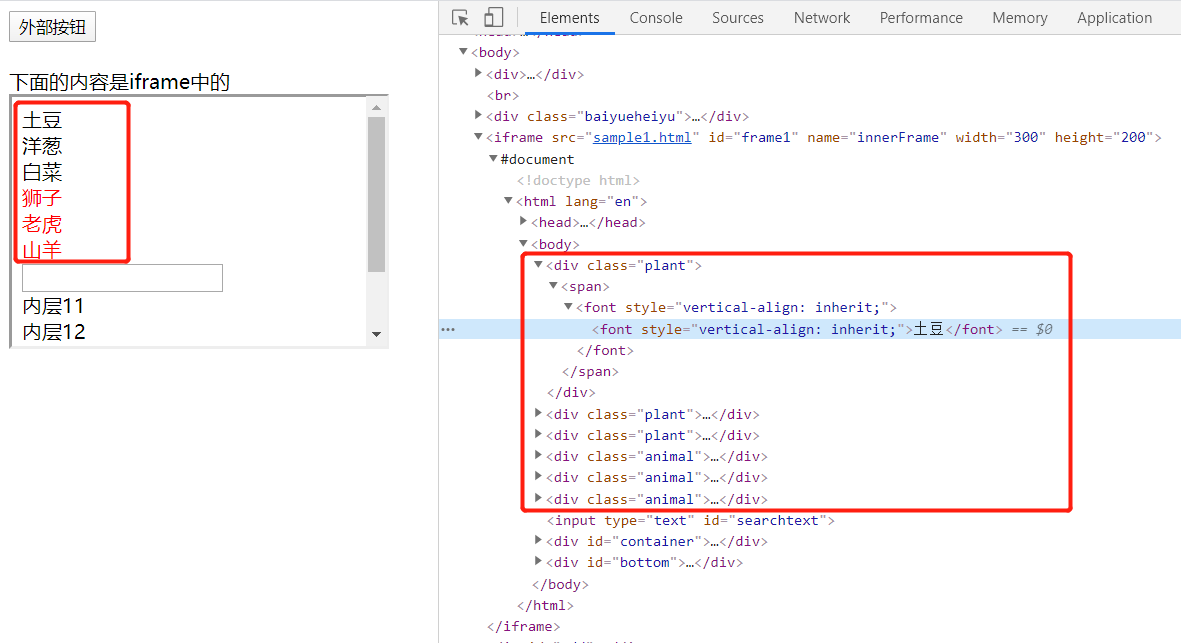 外部按钮
下面的内容是iframe中的
土豆
洋葱
白菜
狮子
老虎
山羊
内层11
内层12
Elements Console Sources Network Performance Memory Application
<body>
<div>…</div>
<br>
<div class="baiyueheiyu">…</div>
<iframe src="sample1.html" id="frame1" name="innerFrame" width="300" height="200">
#document
<!doctype html>
<html lang="en">
<head>…</head>
<body>
<div class="plant">
<span>
<font style="vertical-align: inherit;">
<font style="vertical-align: inherit;">土豆</font> == $0
</font>
</span>
</div>
<div class="plant">…</div>
<div class="plant">…</div>
<div class="animal">…</div>
<div class="animal">…</div>
<div class="animal">…</div>
<input type="text" id="searchtext">
<div id="container">…</div>
<div id="bottom">…</div>
</body>
</html>
</iframe>